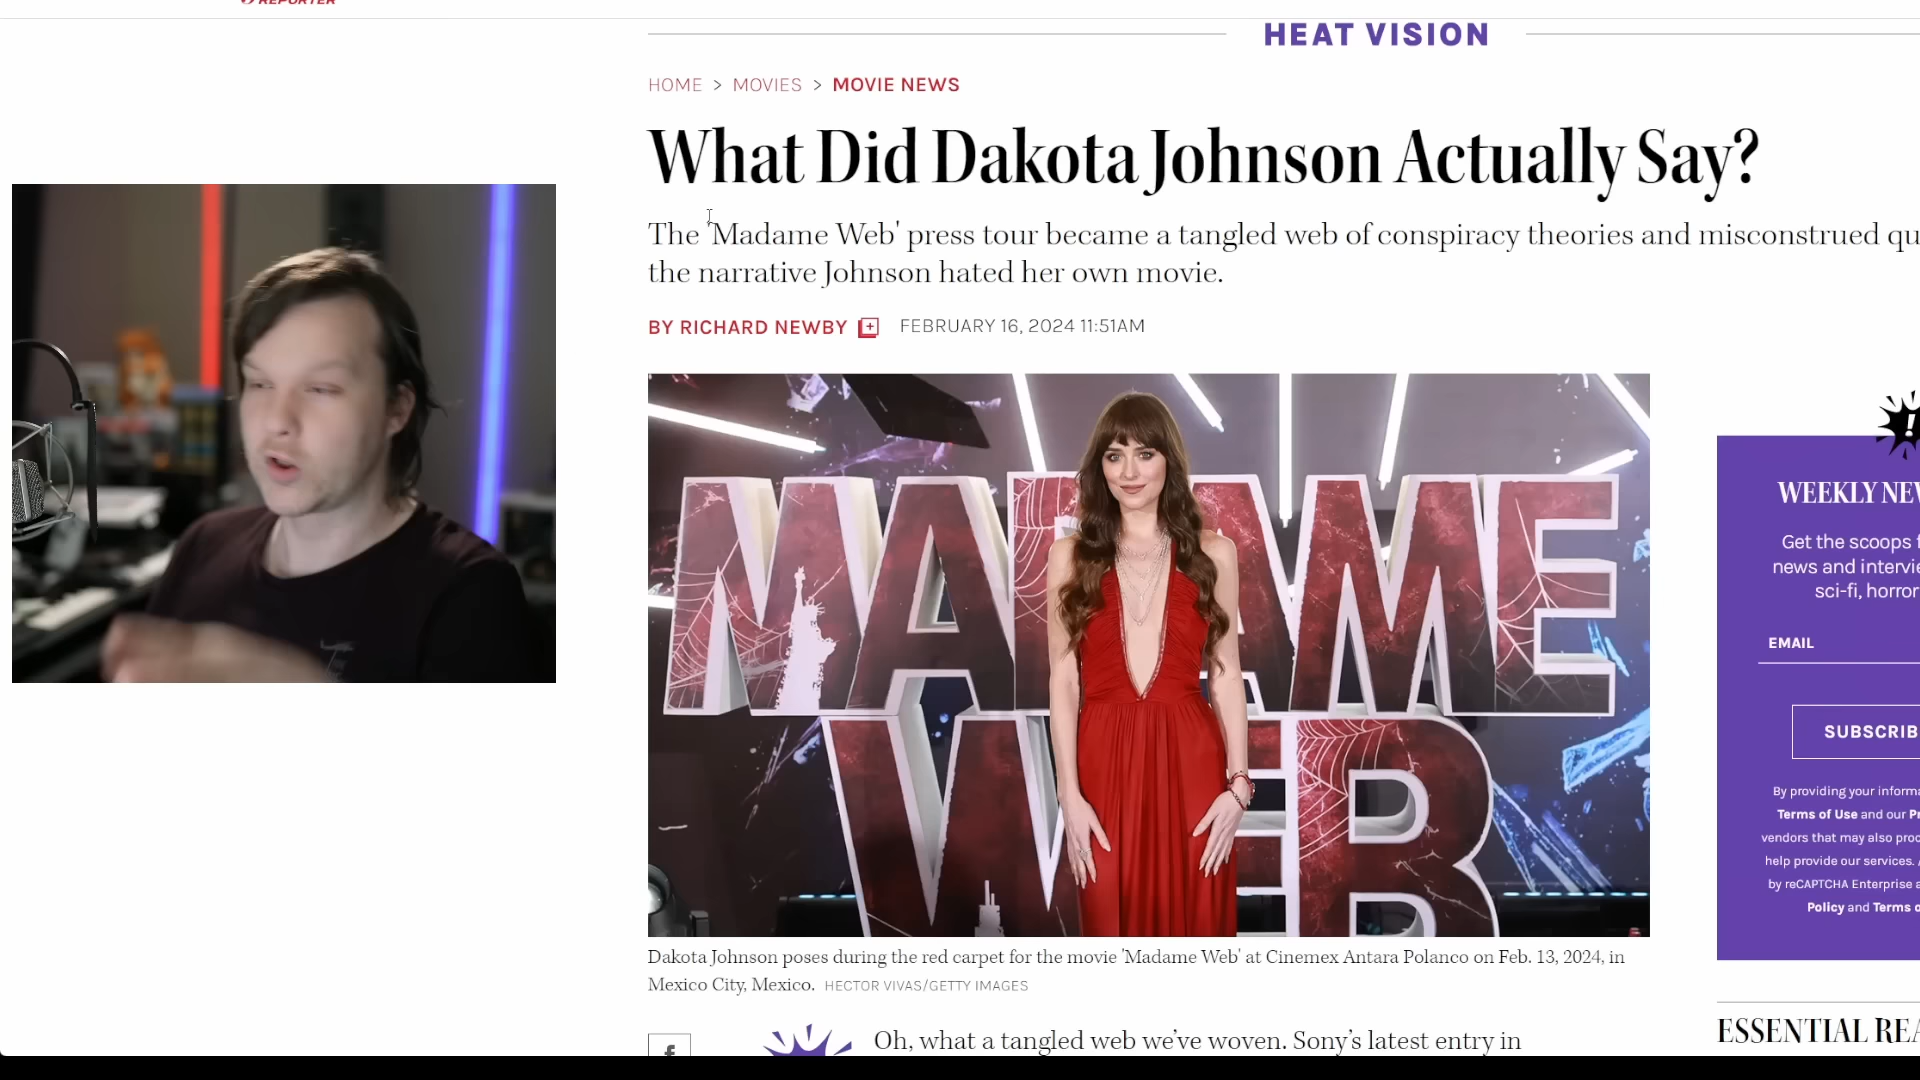 REPORTER
HEAT VISION
HOME > MOVIES > MOVIE NEWS
What Did Dakota Johnson Actually Say?
The 'Madame Web' press tour became a tangled web of conspiracy theories and misconstrued qu
the narrative Johnson hated her own movie.
BY RICHARD NEWBY FEBRUARY 16, 2024 11:51AM
MADAME
WEB
Dakota Johnson poses during the red carpet for the movie 'Madame Web' at Cinemex Antara Polanco on Feb. 13, 2024, in
Mexico City, Mexico. HECTOR VIVAS/GETTY IMAGES
Oh, what a tangled web we've woven. Sony's latest entry in
!
WEEKLY NEW
Get the scoops f
news and intervie
sci-fi, horror
EMAIL
SUBSCRIB
By providing your informa
Terms of Use and our Pr
vendors that may also proc
help provide our services. A
by reCAPTCHA Enterprise a
Policy and Terms o
ESSENTIAL REA